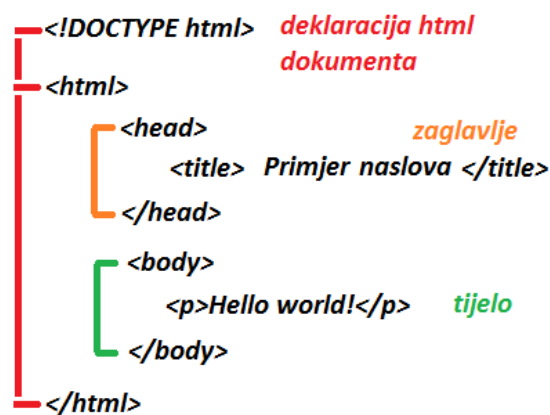 <!DOCTYPE html> deklaracija html
dokumenta
<html>
<head> zaglavlje
<title> Primjer naslova </title>
</head>
<body>
<p>Hello world!</p> tijelo
</body>
</html>